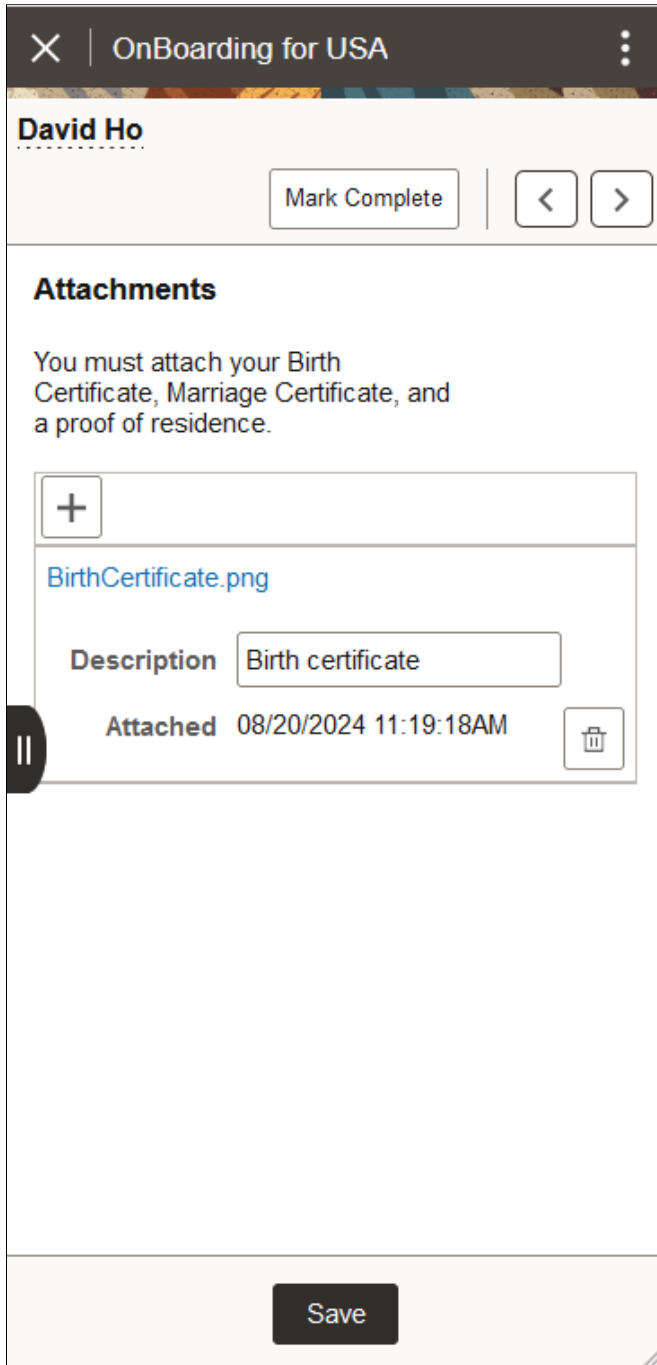 OnBoarding for USA
David Ho
Mark Complete
Attachments
You must attach your Birth
Certificate, Marriage Certificate, and
a proof of residence.
BirthCertificate.png
Description Birth certificate
Attached 08/20/2024 11:19:18AM
Save